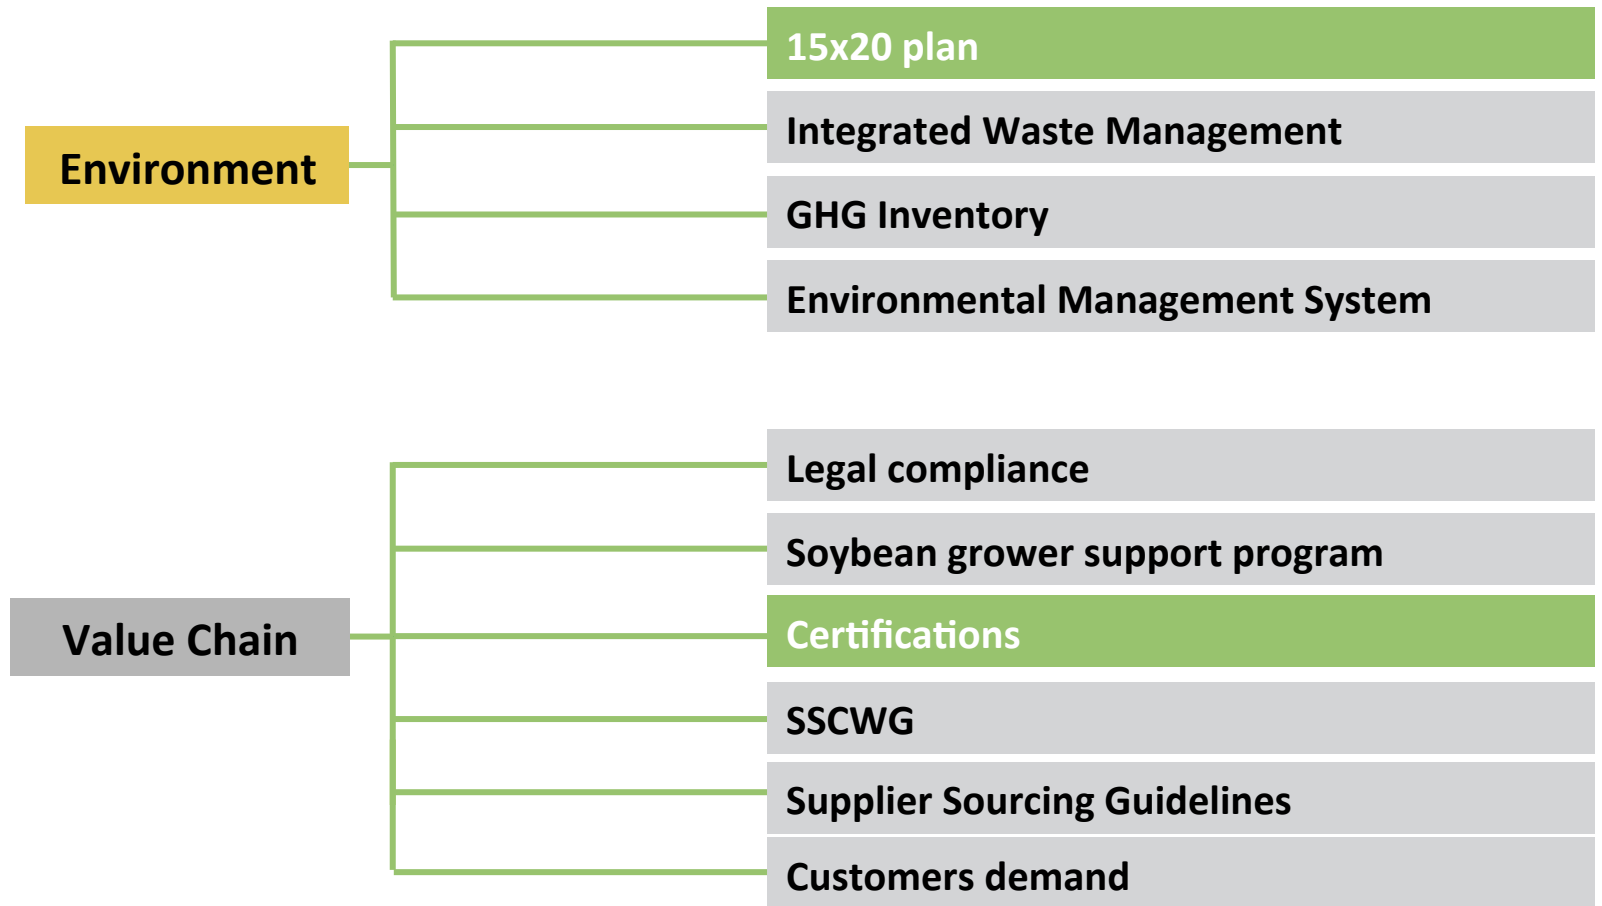 15x20 plan
Integrated Waste Management
Environment
GHG Inventory
Environmental Management System
Legal compliance
Soybean grower support program
Value Chain
Certifications
SSCWG
Supplier Sourcing Guidelines
Customers demand